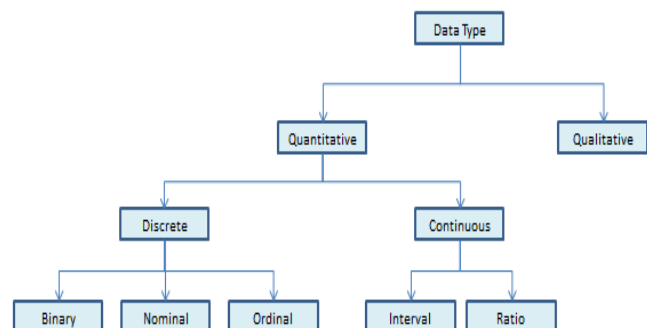 Data Type
Quantitative
Qualitative
Discrete
Continuous
Binary
Nominal
Ordinal
Interval
Ratio